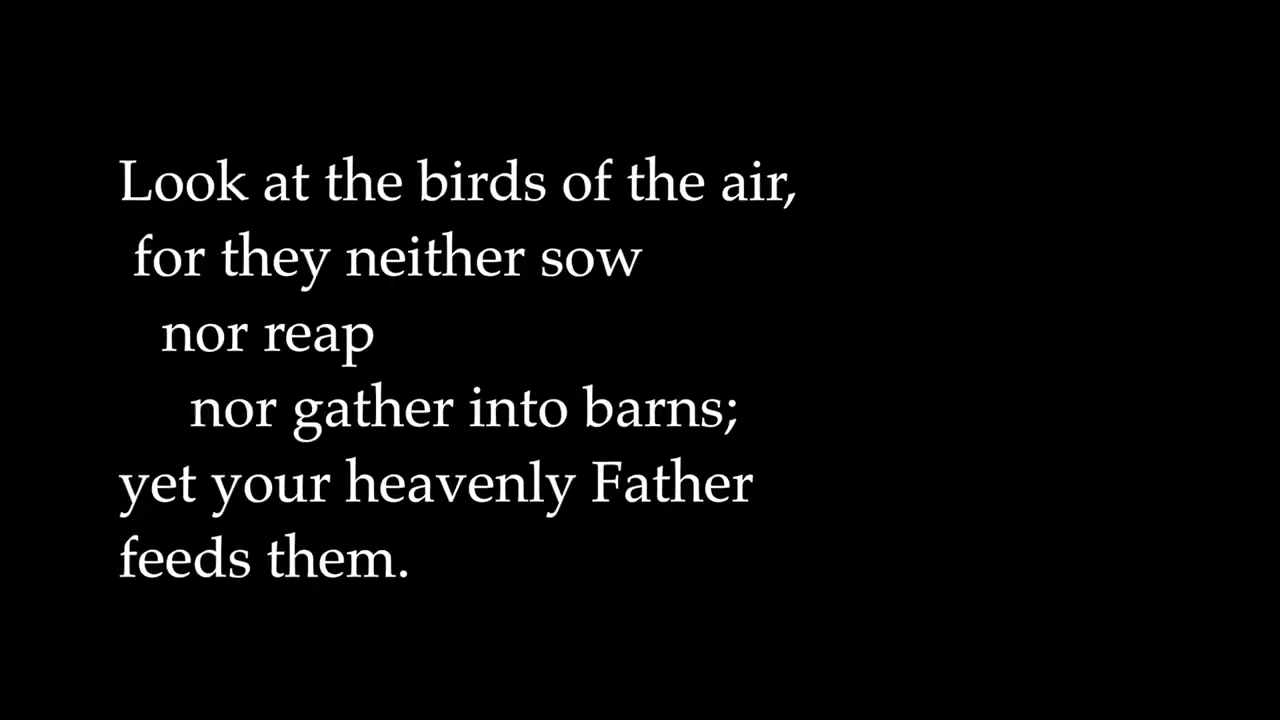 Look at the birds of the air,
for they neither sow
nor reap
nor gather into barns;
yet your heavenly Father
feeds them.